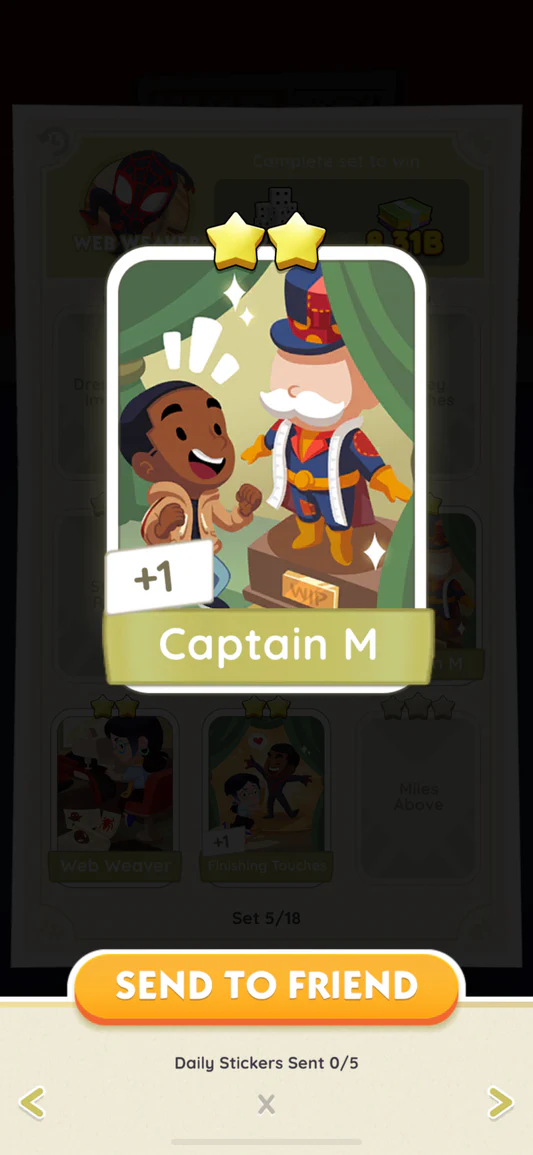 Complete set to win
WEB WEAVER
8.31B
WIP
+1
Captain M
Miles
Above
+1
Web Weaver
Finishing Touches
Set 5/18
SEND TO FRIEND
Daily Stickers Sent 0/5
X